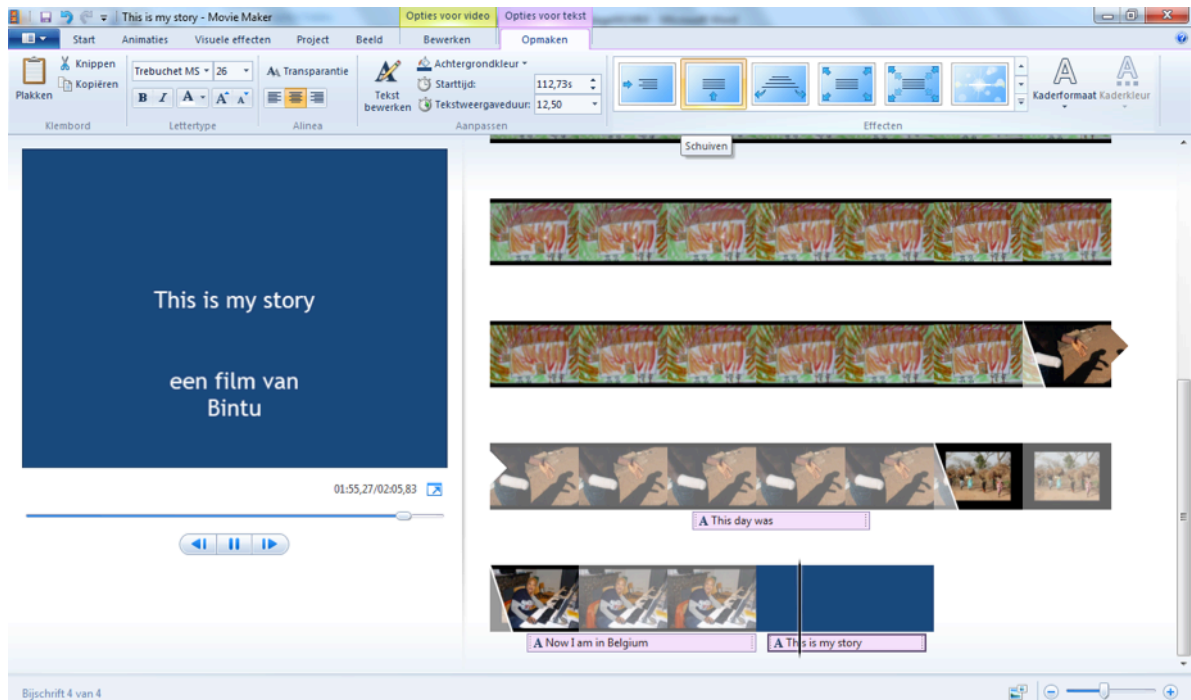 This is my story - Movie Maker
Opties voor video
Opties voor tekst
Start
Animaties
Visuele effecten
Project
Beeld
Bewerken
Opmaken
Plakken
Knippen
Kopiëren
Klembord
Trebuchet MS
26
B I A A A
Lettertype
Transparantie
Alinea
Tekst
bewerken
Achtergrondkleur
Starttijd: 112,73s
Tekstweergaveduur: 12,50
Aanpassen
Effecten
Kaderformaat
Kaderkleur
Schuiven
This is my story
een film van
Bintu
01:55,27/02:05,83
A This day was
A Now I am in Belgium
A This is my story
Bijschrift 4 van 4